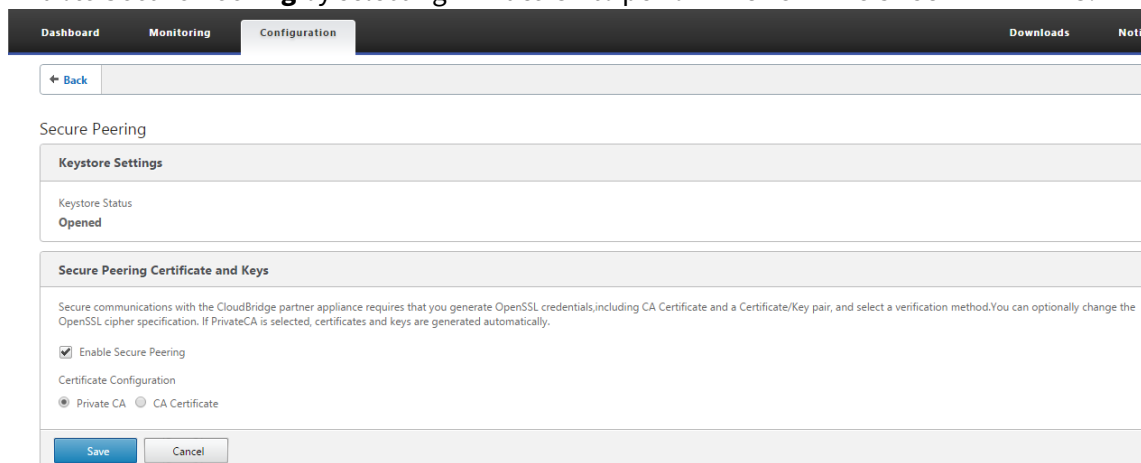 Dashboard Monitoring Configuration Downloads
Back
Secure Peering
Keystore Settings
Keystore Status
Opened
Secure Peering Certificate and Keys
Secure communications with the CloudBridge partner appliance requires that you generate OpenSSL credentials,including CA Certificate and a Certificate/Key pair, and select a verification method.You can optionally change the
OpenSSL cipher specification. If PrivateCA is selected, certificates and keys are generated automatically.
Enable Secure Peering
Certificate Configuration
Private CA CA Certificate
Save Cancel